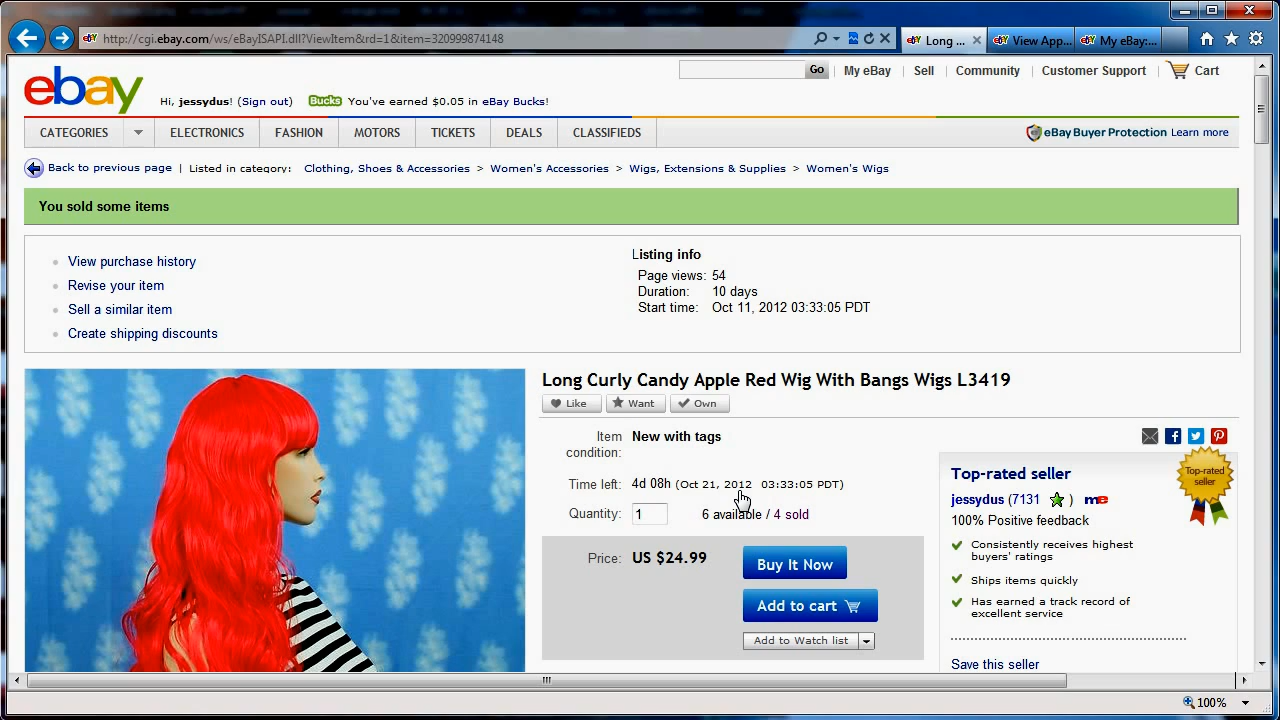 http://cgi.ebay.com/ws/eBayISAPI.dll?ViewItem&rd=1&item=320999874148
Long ...
View App...
My eBay:...
ebay
Hi, jessydus! (Sign out)
Bucks You've earned $0.05 in eBay Bucks!
Go
My eBay
Sell
Community
Customer Support
Cart
CATEGORIES
ELECTRONICS
FASHION
MOTORS
TICKETS
DEALS
CLASSIFIEDS
eBay Buyer Protection Learn more
Back to previous page | Listed in category: Clothing, Shoes & Accessories > Women's Accessories > Wigs, Extensions & Supplies > Women's Wigs
You sold some items
View purchase history
Revise your item
Sell a similar item
Create shipping discounts
Listing info
Page views: 54
Duration: 10 days
Start time: Oct 11, 2012 03:33:05 PDT
Long Curly Candy Apple Red Wig With Bangs Wigs L3419
Like
Want
Own
Item condition: New with tags
Time left: 4d 08h (Oct 21, 2012 03:33:05 PDT)
Quantity: 1 6 available / 4 sold
Price: US $24.99
Buy It Now
Add to cart
Add to Watch list
Top-rated seller
Top-rated seller
jessydus (7131 ) me
100% Positive feedback
Consistently receives highest
buyers' ratings
Ships items quickly
Has earned a track record of
excellent service
Save this seller
100%